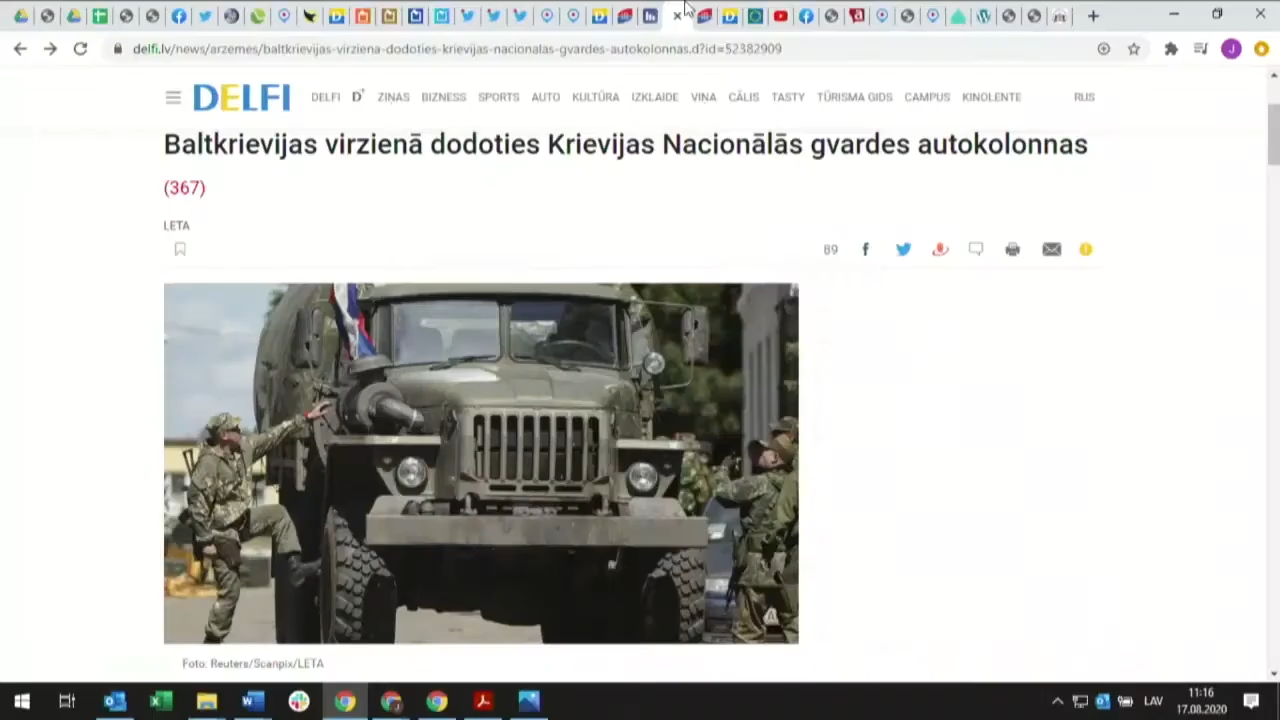 delfi.lv/news/arzemes/baltkrievijas-virziena-dodoties-krievijas-nacionalas-gvardes-autokolonnas.d?id=52382909
J
DELFI
DELFI D+ ZIŅAS BIZNESS SPORTS AUTO KULTŪRA IZKLAIDE VIŅA CĀLIS TASTY TŪRISMA GIDS CAMPUS KINOLENTE RUS
Baltkrievijas virzienā dodoties Krievijas Nacionālās gvardes autokolonnas
(367)
LETA
89
Foto: Reuters/Scanpix/LETA
LAV
11:16
17.08.2020